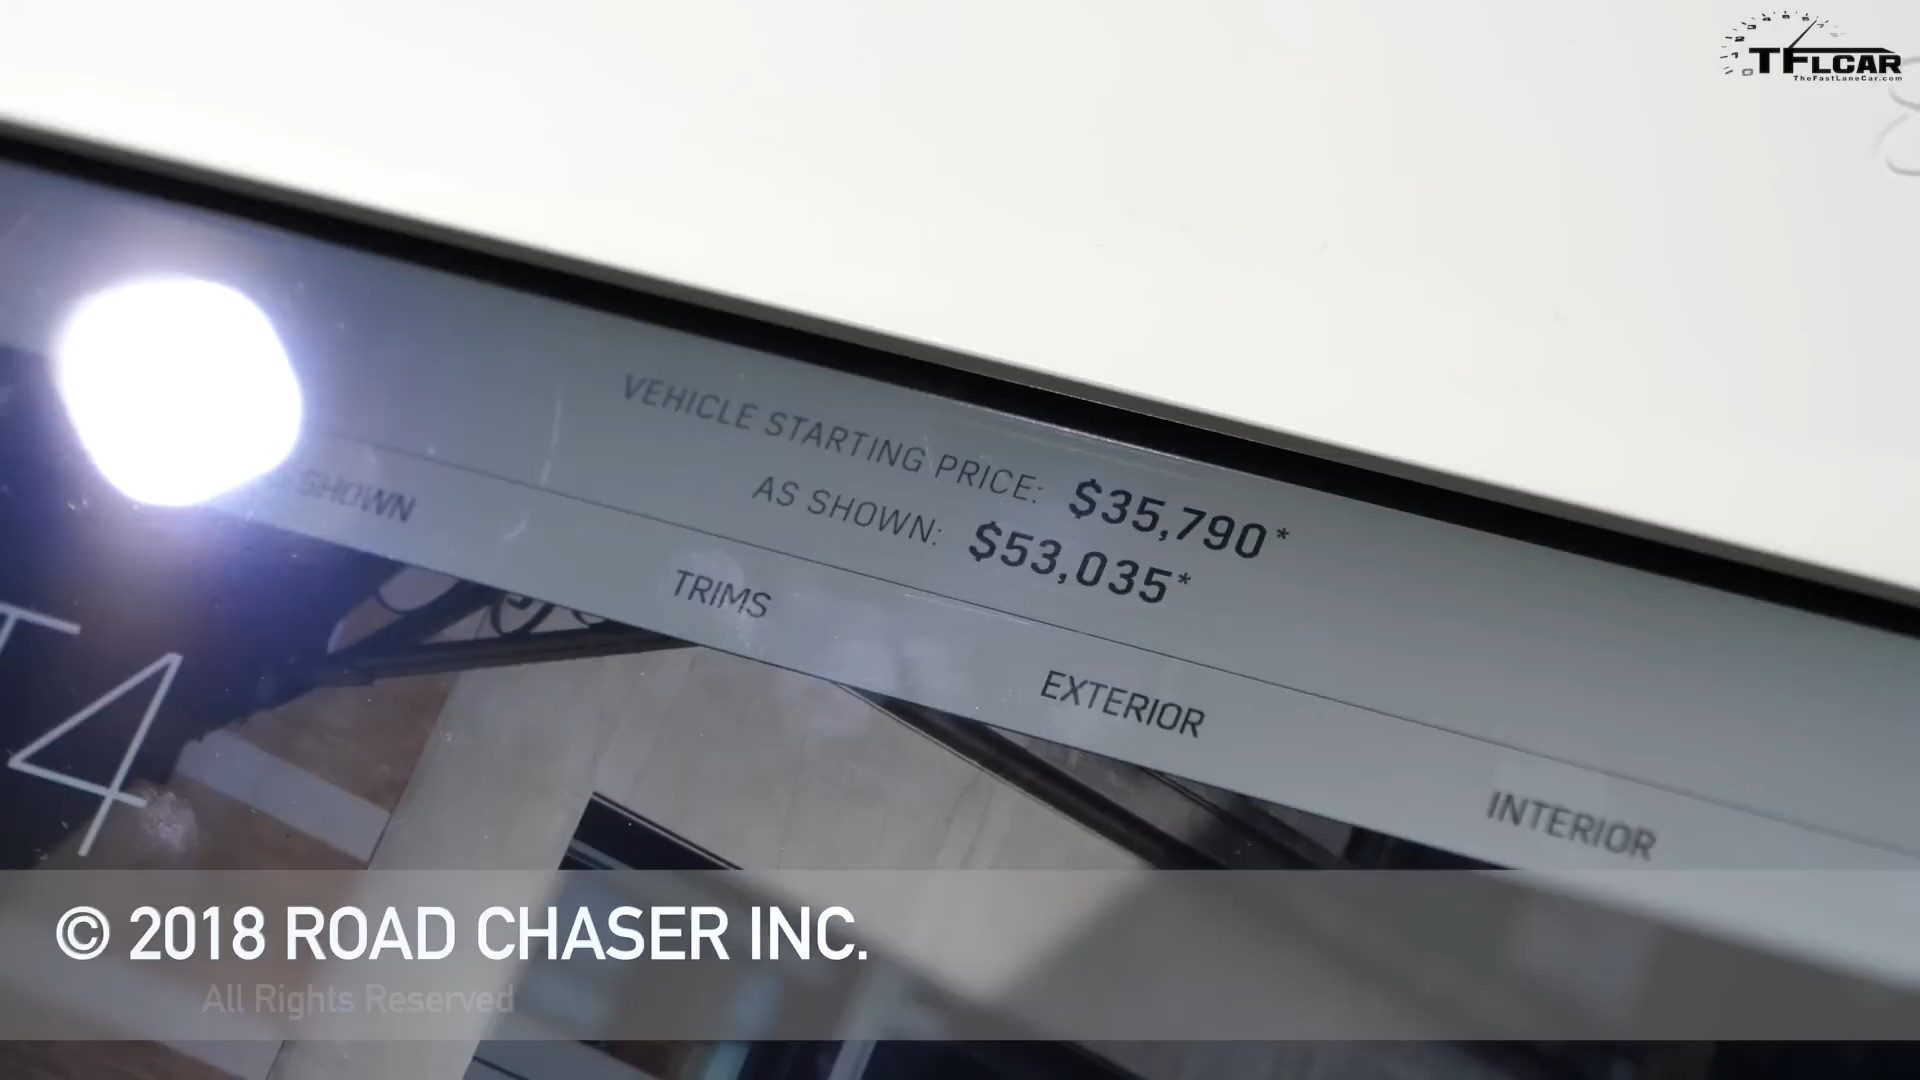 TFLCAR
TheFastLaneCar.com
VEHICLE STARTING PRICE: $35,790*
AS SHOWN: $53,035*
SHOWN
TRIMS
EXTERIOR
INTERIOR
T4
© 2018 ROAD CHASER INC.
All Rights Reserved